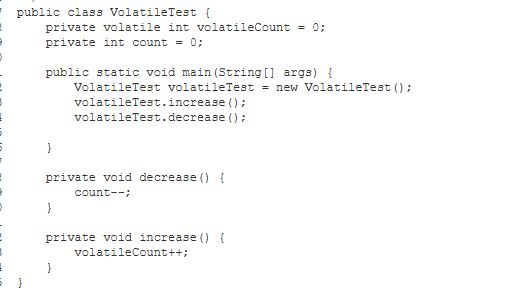 public class VolatileTest {
private volatile int volatileCount = 0;
private int count = 0;
public static void main(String[] args) {
VolatileTest volatileTest = new VolatileTest();
volatileTest.increase();
volatileTest.decrease();
}
private void decrease() {
count--;
}
private void increase() {
volatileCount++;
}
}